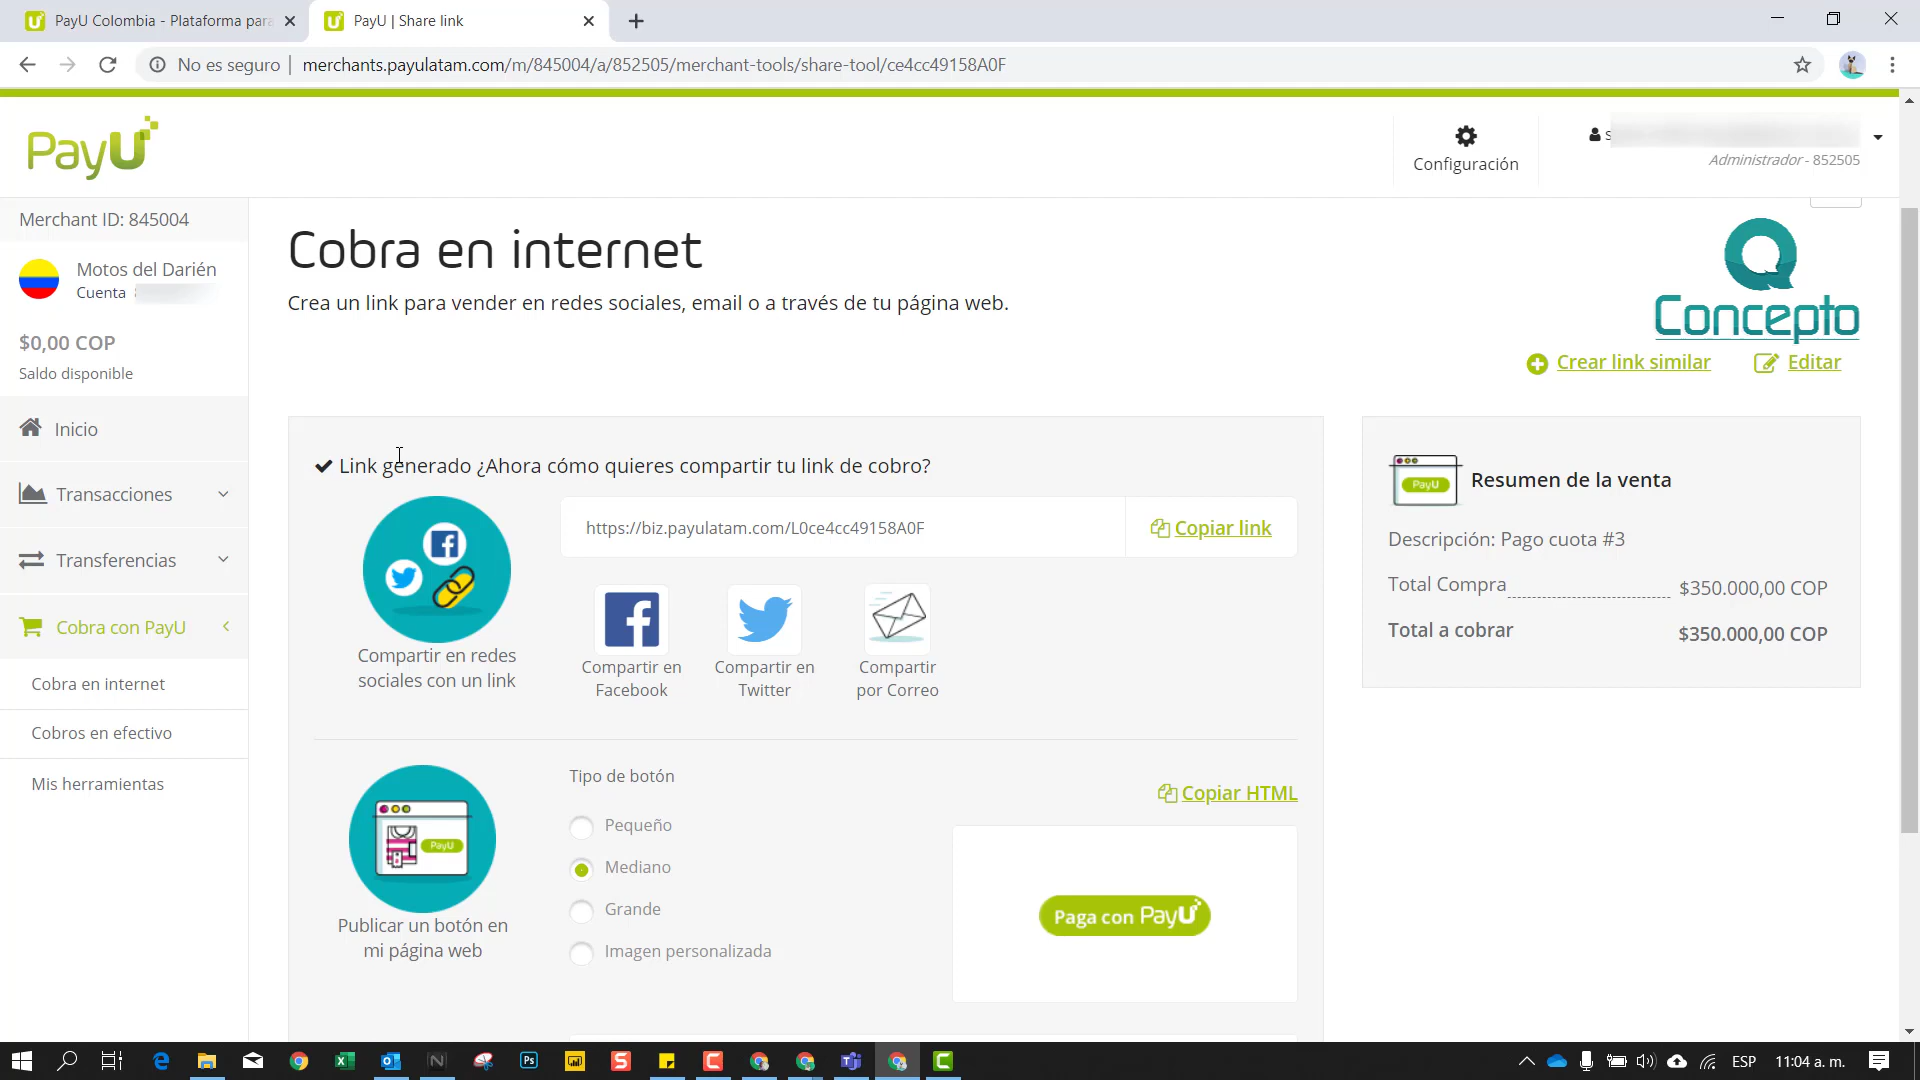 PayU Colombia - Plataforma para
PayU | Share link
No es seguro
merchants.payulatam.com/m/845004/a/852505/merchant-tools/share-tool/ce4cc49158A0F
PayU
Configuración
Administrador - 852505
Merchant ID: 845004
Motos del Darién
Cuenta
$0,00 COP
Saldo disponible
Inicio
Transacciones
Transferencias
Cobra con PayU
Cobra en internet
Cobros en efectivo
Mis herramientas
Cobra en internet
Crea un link para vender en redes sociales, email o a través de tu página web.
Concepto
Crear link similar
Editar
Link generado ¿Ahora cómo quieres compartir tu link de cobro?
https://biz.payulatam.com/L0ce4cc49158A0F
Copiar link
Compartir en redes
sociales con un link
Compartir en
Facebook
Compartir en
Twitter
Compartir
por Correo
PayU
Publicar un botón en
mi página web
Tipo de botón
Pequeño
Mediano
Grande
Imagen personalizada
Copiar HTML
Paga con PayU
PayU
Resumen de la venta
Descripción: Pago cuota #3
Total Compra
$350.000,00 COP
Total a cobrar
$350.000,00 COP
ESP
11:04 a. m.